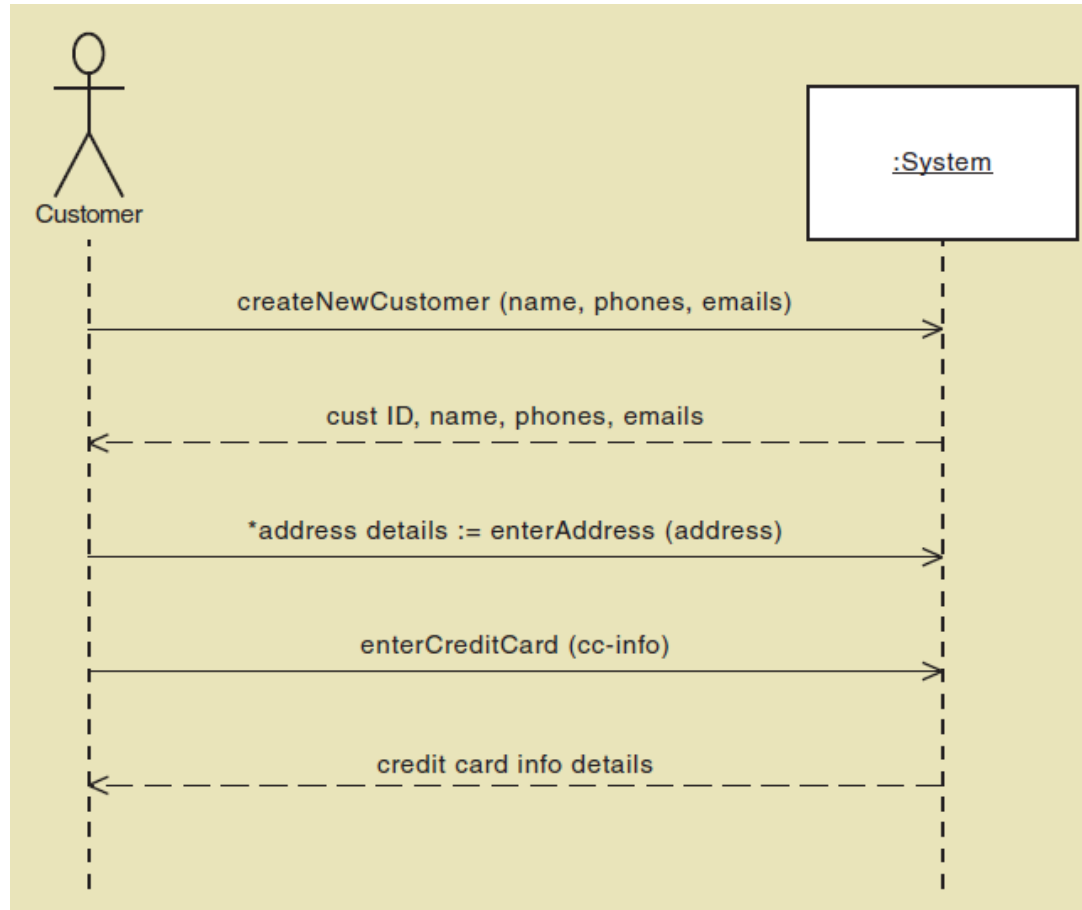 :System
Customer
createNewCustomer (name, phones, emails)
cust ID, name, phones, emails
*address details := enterAddress (address)
enterCreditCard (cc-info)
credit card info details